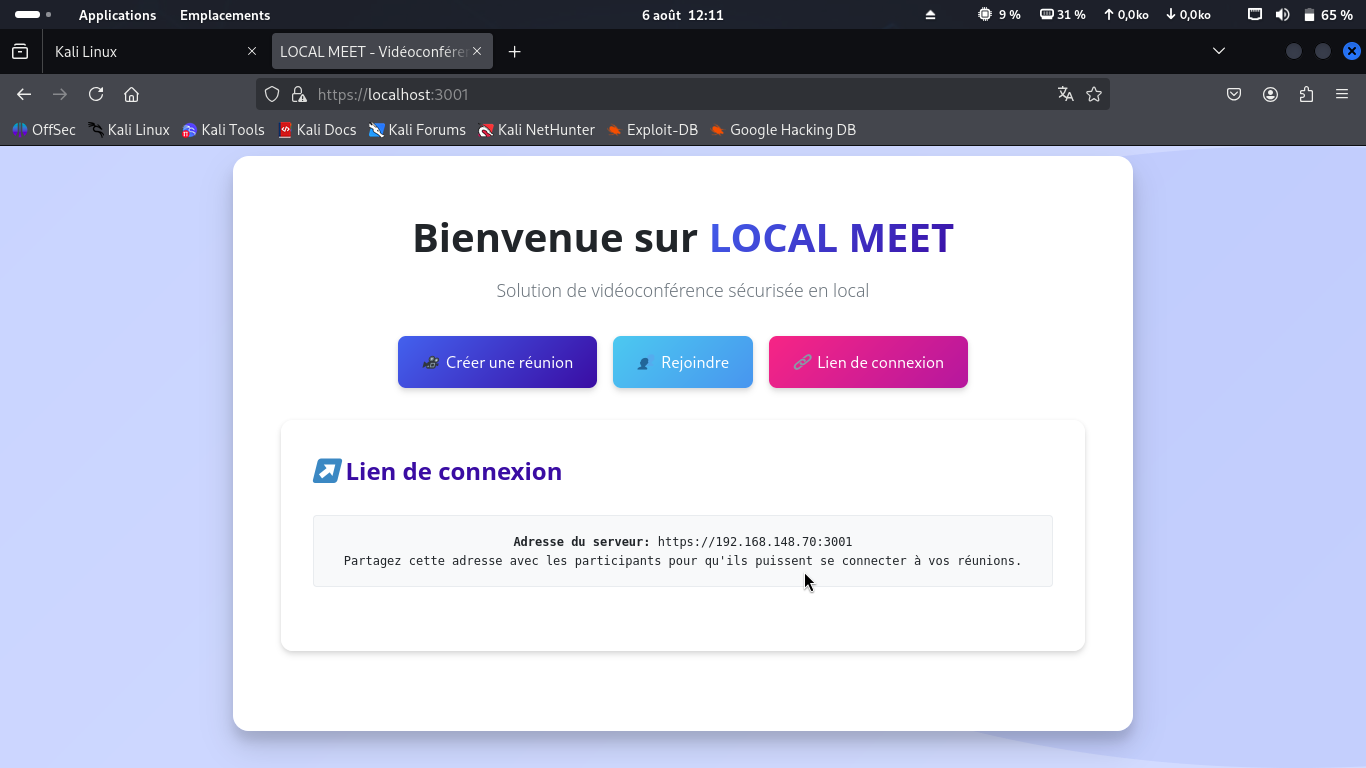 Applications Emplacements 6 août 12:11 9 % 31 % 0,0ko 0,0ko 65 %
Kali Linux LOCAL MEET - Vidéoconfére
https://localhost:3001
OffSec Kali Linux Kali Tools Kali Docs Kali Forums Kali NetHunter Exploit-DB Google Hacking DB
Bienvenue sur LOCAL MEET
Solution de vidéoconférence sécurisée en local
Créer une réunion Rejoindre Lien de connexion
Lien de connexion
Adresse du serveur: https://192.168.148.70:3001
Partagez cette adresse avec les participants pour qu'ils puissent se connecter à vos réunions.